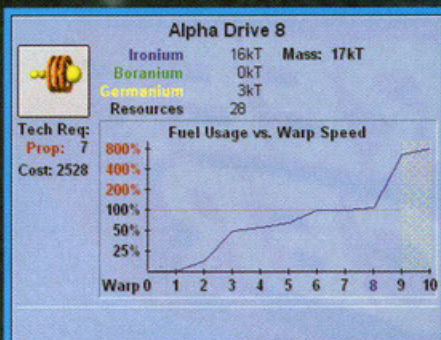 Alpha Drive 8
Ironium 16kT Mass: 17kT
Boranium 0kT
Germanium 3kT
Resources 28
Tech Req:
Prop: 7
Cost: 2528
Fuel Usage vs. Warp Speed
800%
400%
200%
100%
50%
25%
Warp 0 1 2 3 4 5 6 7 8 9 10